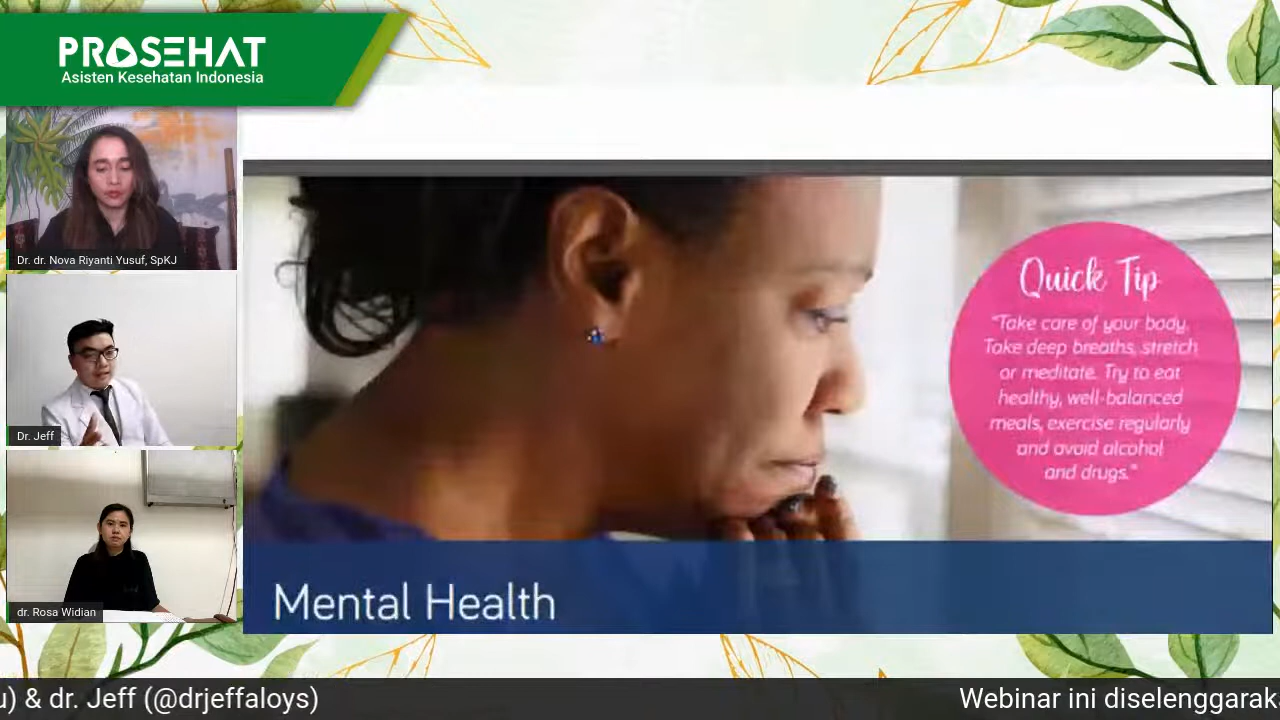 PROSEHAT
Asisten Kesehatan Indonesia
Dr. dr. Nova Riyanti Yusuf, SpKJ
Dr. Jeff
dr. Rosa Widian
Quick Tip
"Take care of your body.
Take deep breaths, stretch
or meditate. Try to eat
healthy, well-balanced
meals, exercise regularly
and avoid alcohol
and drugs."
Mental Health
u) & dr. Jeff (@drjeffaloys)
Webinar ini diselenggarak